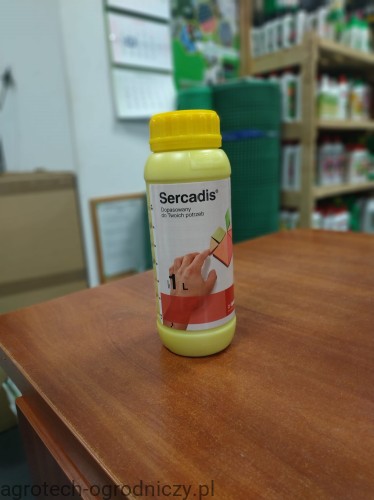 Sercadis®
Dopasowany
do Twoich potrzeb
1 L
agrotech-ogrodniczy.pl